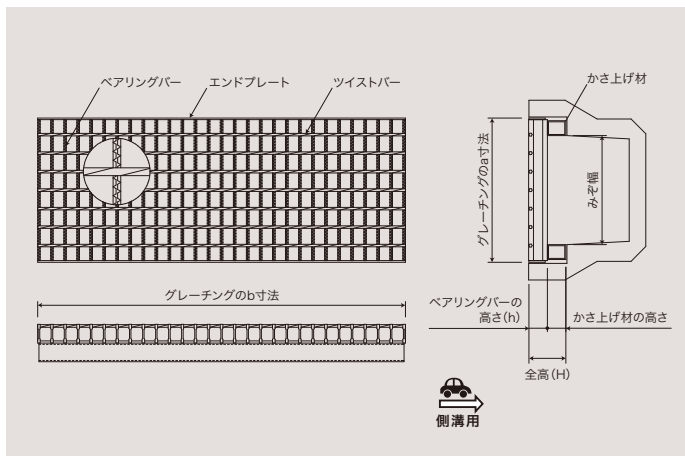 ベアリングバー
エンドプレート
ツイストバー
かさ上げ材
グレーチングのa寸法
みぞ幅
グレーチングのb寸法
ベアリングバーの
高さ(h)
かさ上げ材の高さ
全高(H)
側溝用